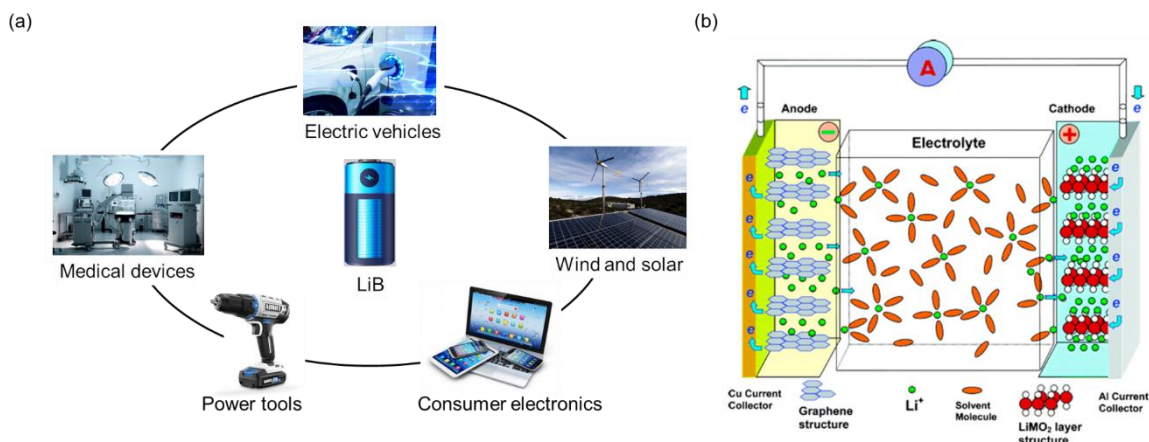 (a)
Electric vehicles
Medical devices
LiB
Wind and solar
Power tools
Consumer electronics
(b)
A
e
e
Anode
Cathode
−
+
Electrolyte
e
e
e
e
e
e
e
e
Cu Current
Collector
Graphene
structure
Li⁺
Solvent
Molecule
LiMO₂ layer
structure
Al Current
Collector